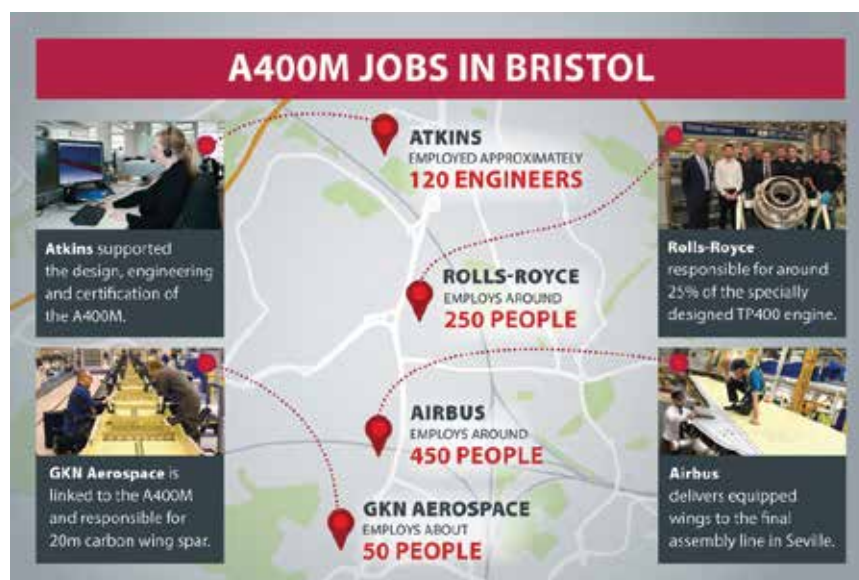 A400M JOBS IN BRISTOL
ATKINS
EMPLOYED APPROXIMATELY
120 ENGINEERS
Atkins supported
the design, engineering
and certification of
the A400M.
Rolls-Royce
responsible for around
25% of the specially
designed TP400 engine.
ROLLS-ROYCE
EMPLOYS AROUND
250 PEOPLE
AIRBUS
EMPLOYS AROUND
450 PEOPLE
GKN Aerospace is
linked to the A400M
and responsible for
20m carbon wing spar.
Airbus
delivers equipped
wings to the final
assembly line in Seville.
GKN AEROSPACE
EMPLOYS ABOUT
50 PEOPLE